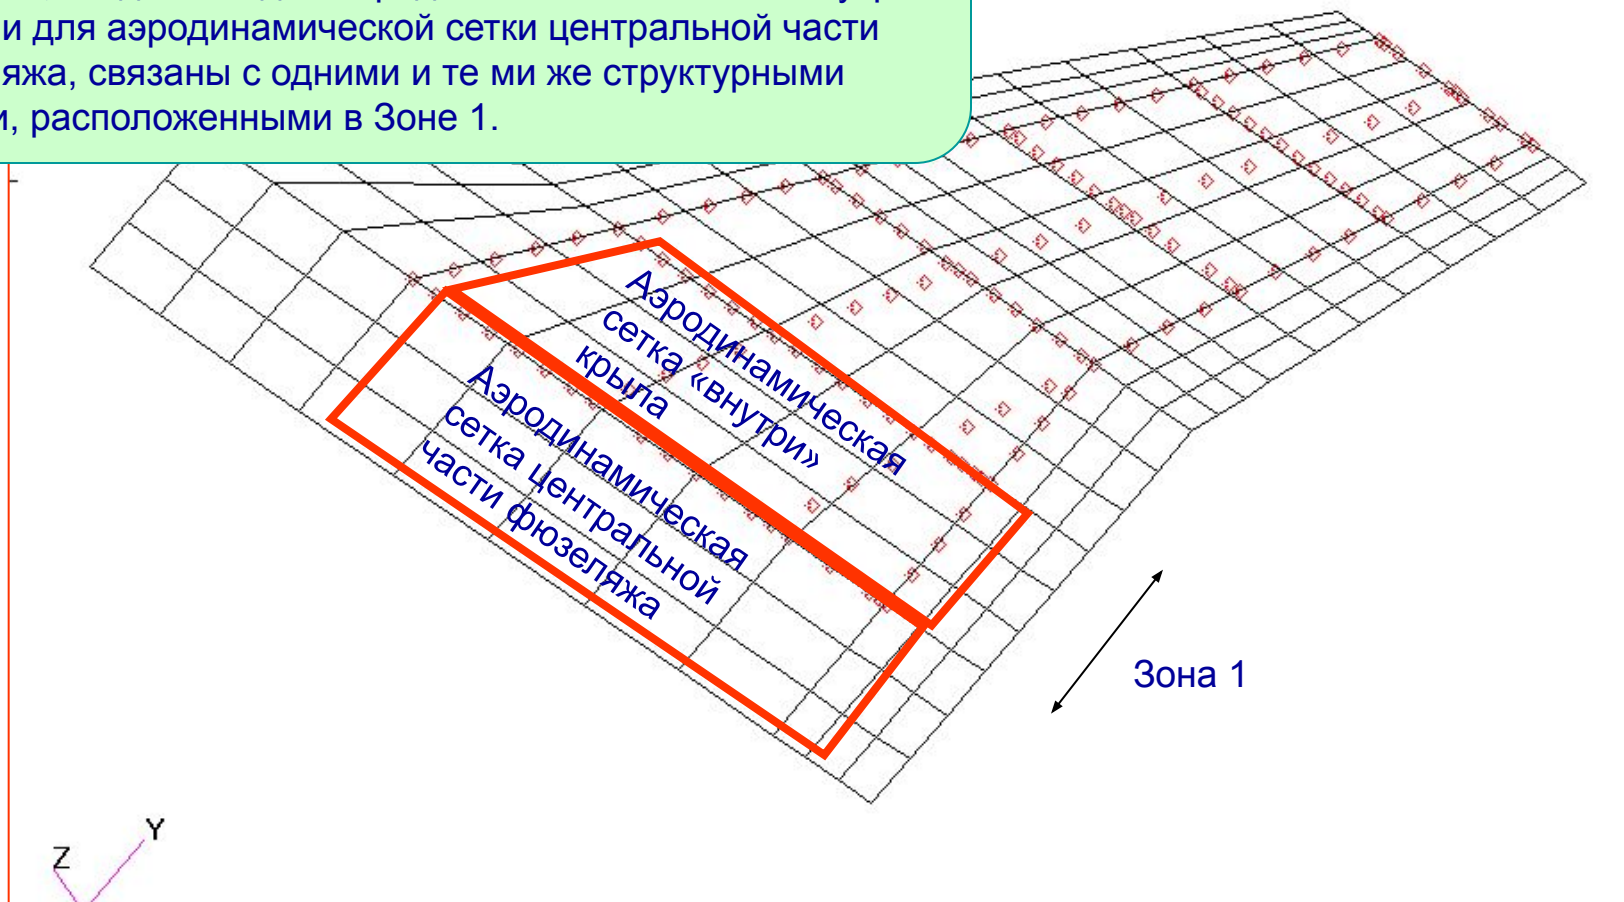 и для аэродинамической сетки центральной части
яжа, связаны с одними и те ми же структурными
и, расположенными в Зоне 1.
Аэродинамическая
сетка «внутри»
крыла
Аэродинамическая
сетка центральной
части фюзеляжа
Зона 1
Y
Z